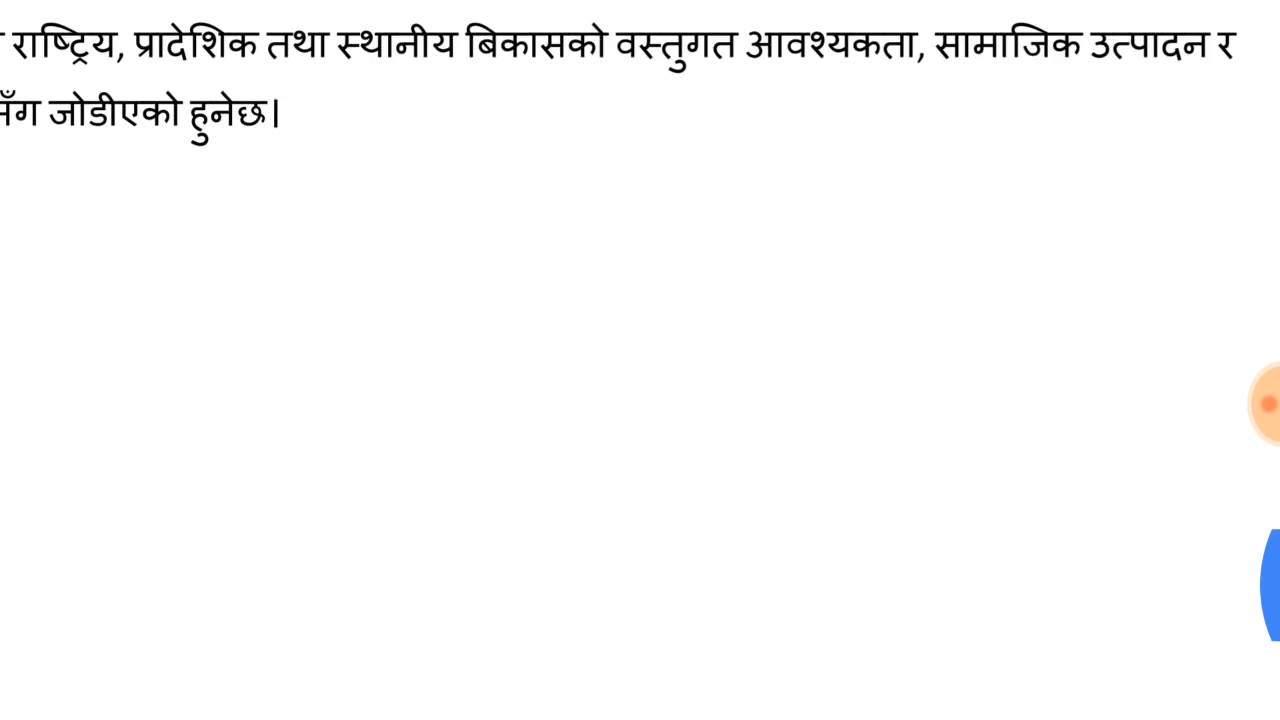 राष्ट्रिय, प्रादेशिक तथा स्थानीय बिकासको वस्तुगत आवश्यकता, सामाजिक उत्पादन र
जोडीएको हुनेछ।